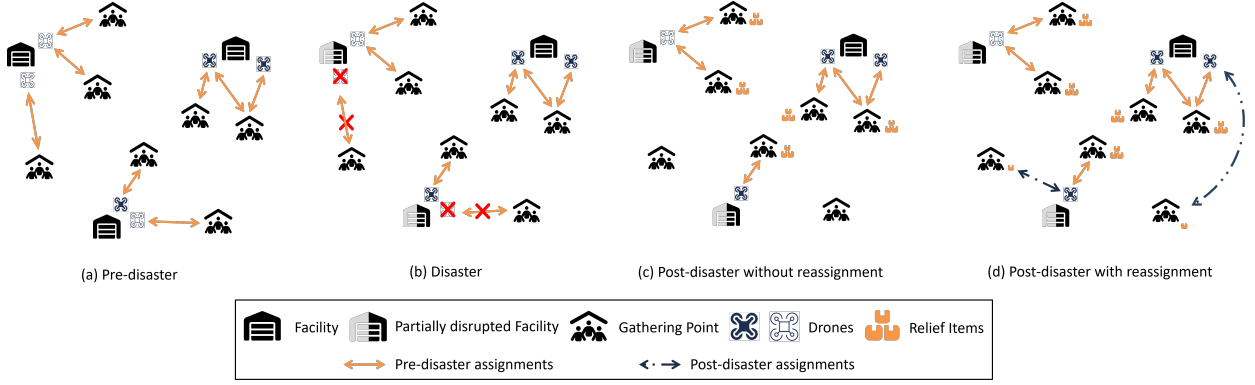 (a) Pre-disaster
(b) Disaster
(c) Post-disaster without reassignment
(d) Post-disaster with reassignment
Facility
Partially disrupted Facility
Gathering Point
Drones
Relief Items
Pre-disaster assignments
Post-disaster assignments